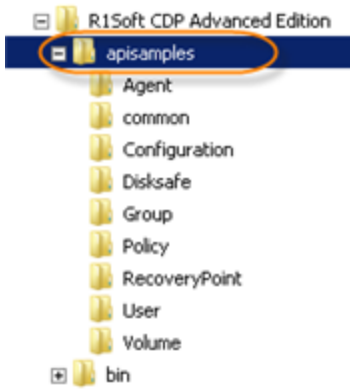 R1Soft CDP Advanced Edition
apisamples
Agent
common
Configuration
Disksafe
Group
Policy
RecoveryPoint
User
Volume
bin